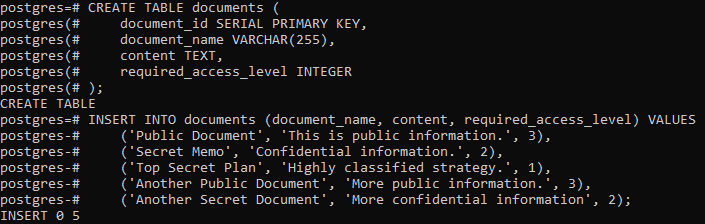 postgres=# CREATE TABLE documents (
postgres(#     document_id SERIAL PRIMARY KEY,
postgres(#     document_name VARCHAR(255),
postgres(#     content TEXT,
postgres(#     required_access_level INTEGER
postgres(# );
CREATE TABLE
postgres=# INSERT INTO documents (document_name, content, required_access_level) VALUES
postgres-#     ('Public Document', 'This is public information.', 3),
postgres-#     ('Secret Memo', 'Confidential information.', 2),
postgres-#     ('Top Secret Plan', 'Highly classified strategy.', 1),
postgres-#     ('Another Public Document', 'More public information.', 3),
postgres-#     ('Another Secret Document', 'More confidential information', 2);
INSERT 0 5